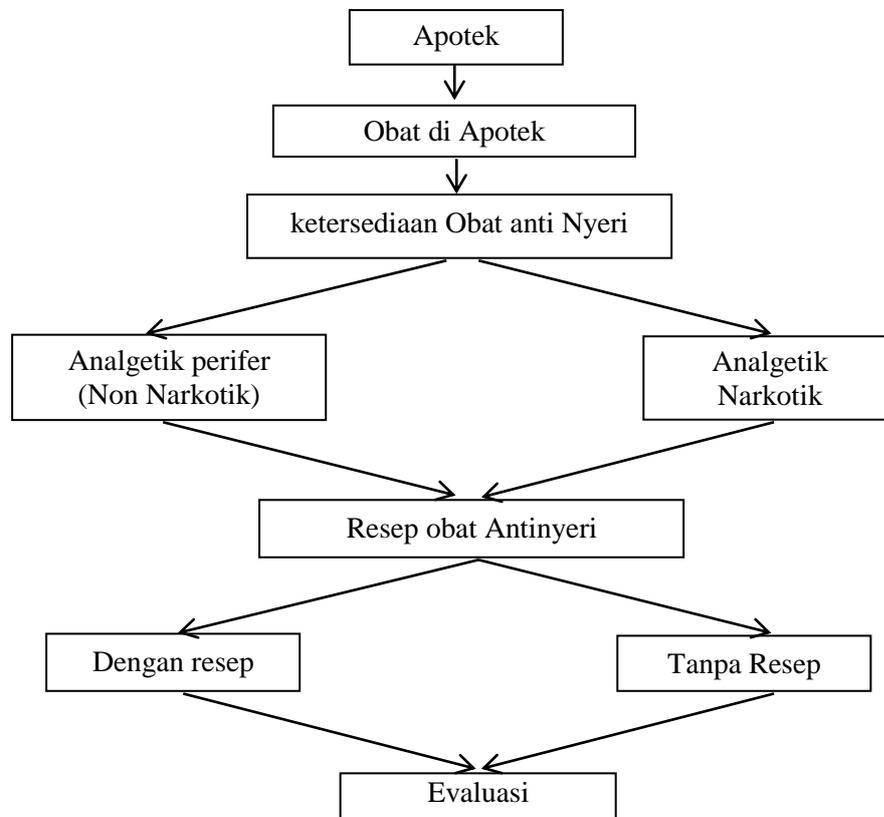 Apotek
Obat di Apotek
ketersediaan Obat anti Nyeri
Analgetik perifer
(Non Narkotik)
Analgetik
Narkotik
Resep obat Antinyeri
Dengan resep
Tanpa Resep
Evaluasi